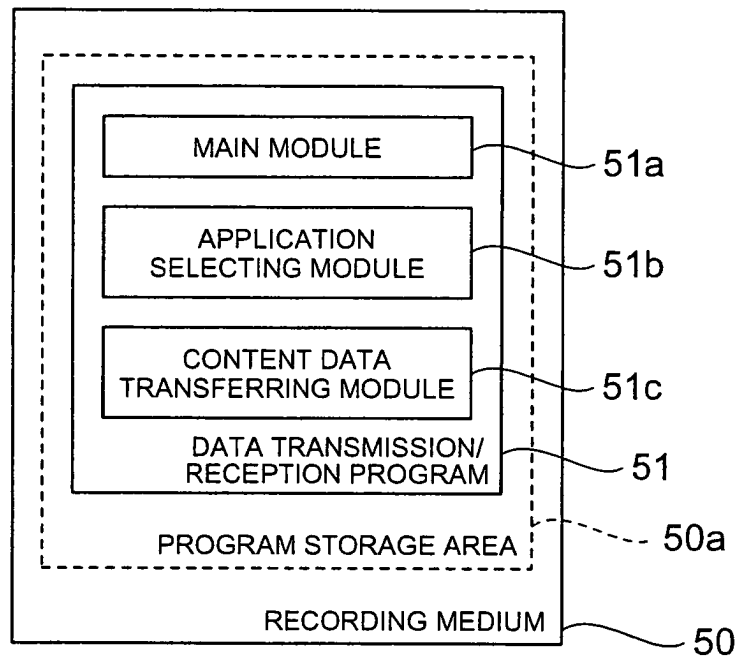 MAIN MODULE
51a
APPLICATION
SELECTING MODULE
51b
CONTENT DATA
TRANSFERRING MODULE
51c
DATA TRANSMISSION/
RECEPTION PROGRAM
51
PROGRAM STORAGE AREA
50a
RECORDING MEDIUM
50